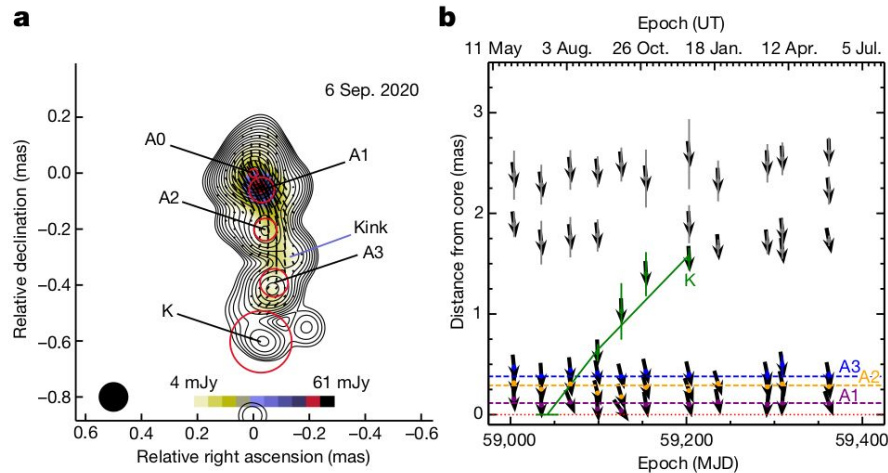 a
6 Sep. 2020
0.2
A0
A1
0.0
A2
−0.2
Kink
A3
−0.4
K
−0.6
4 mJy
61 mJy
−0.8
0.6 0.4 0.2 0 −0.2 −0.4 −0.6
Relative right ascension (mas)
Relative declination (mas)
b
Epoch (UT)
11 May 3 Aug. 26 Oct. 18 Jan. 12 Apr. 5 Jul.
3
2
K
1
A3
A2
A1
0
59,000 59,200 59,400
Epoch (MJD)
Distance from core (mas)